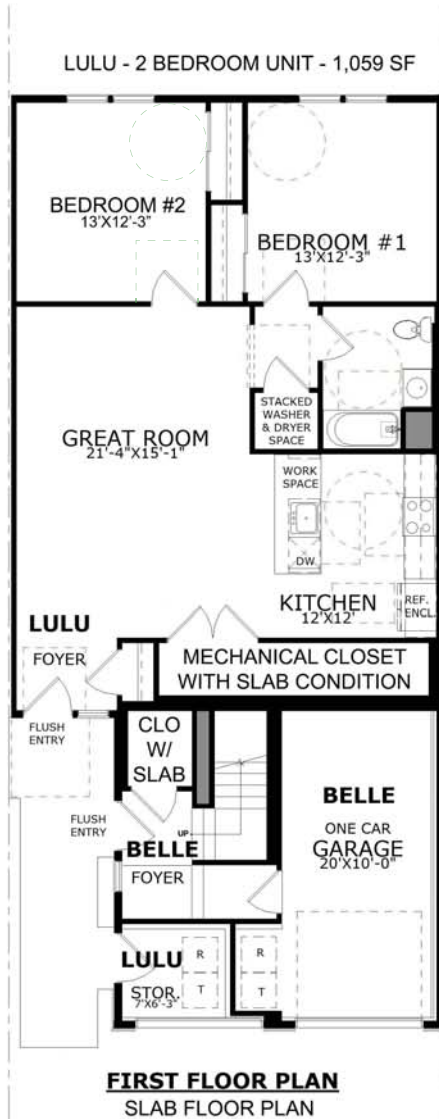 LULU - 2 BEDROOM UNIT - 1,059 SF
BEDROOM #2
13'X12'-3"
BEDROOM #1
13'X12'-3"
STACKED
WASHER
& DRYER
SPACE
GREAT ROOM
21'-4"X15'-1"
WORK
SPACE
DW
KITCHEN
12'X12'
REF.
ENCL.
LULU
FOYER
MECHANICAL CLOSET
WITH SLAB CONDITION
FLUSH
ENTRY
CLO
W/
SLAB
FLUSH
ENTRY
UP
BELLE
FOYER
BELLE
ONE CAR
GARAGE
20'X10'-0"
LULU
STOR.
7'X6'-3"
R
T
R
T
FIRST FLOOR PLAN
SLAB FLOOR PLAN